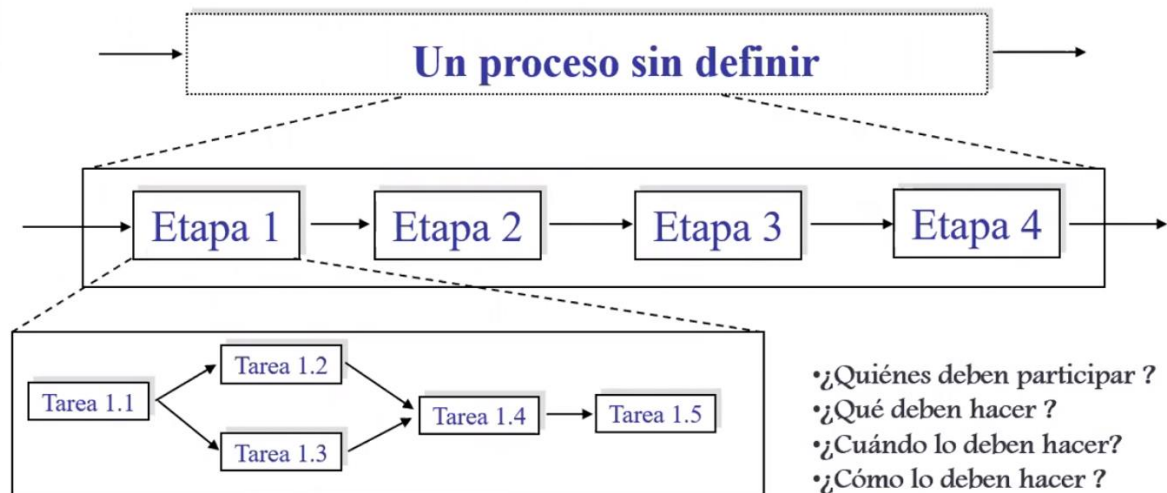 Un proceso sin definir
Etapa 1
Etapa 2
Etapa 3
Etapa 4
Tarea 1.1
Tarea 1.2
Tarea 1.3
Tarea 1.4
Tarea 1.5
•¿Quiénes deben participar ?
•¿Qué deben hacer ?
•¿Cuándo lo deben hacer?
•¿Cómo lo deben hacer ?